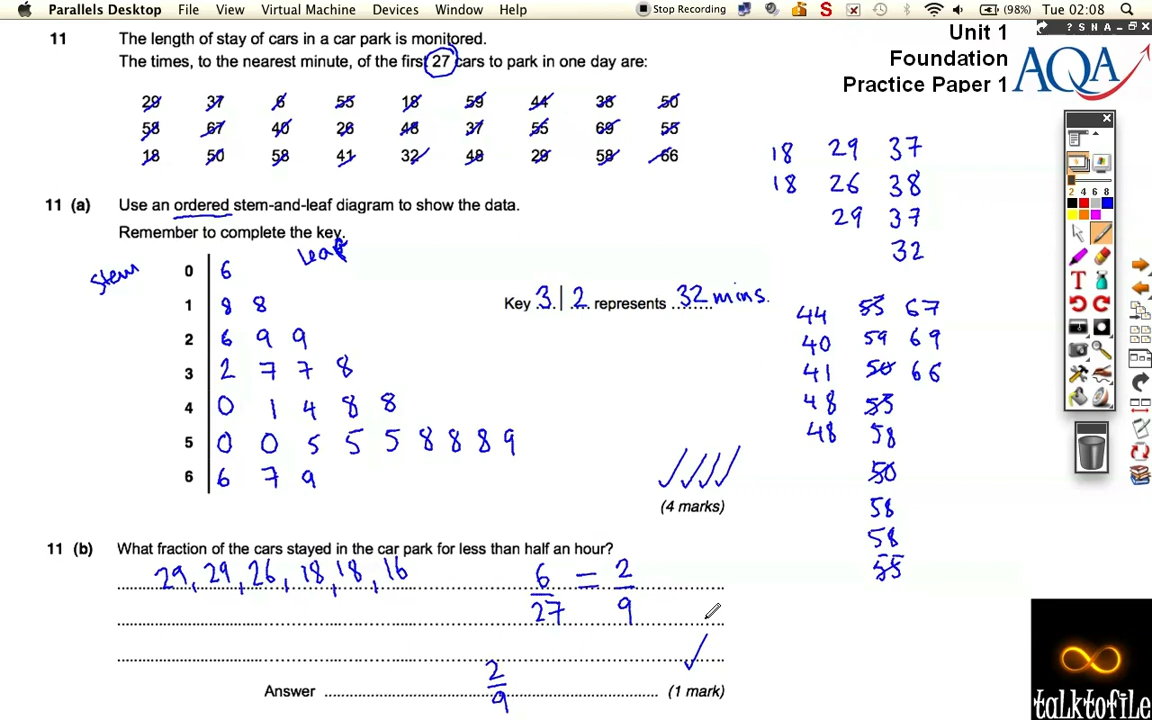 Parallels Desktop File Edit View Virtual Machine Devices Window Help Stop Recording S (98%) Tue 02:08
Unit 1
Foundation
Practice Paper 1
AQA
11 The length of stay of cars in a car park is monitored.
The times, to the nearest minute, of the first 27 cars to park in one day are:
29 37 6 55 18 59 44 38 50
58 67 40 26 48 37 55 69 55
18 50 58 41 32 48 29 58 66
18 29 37
18 26 38
29 37
32
11 (a) Use an ordered stem-and-leaf diagram to show the data.
Remember to complete the key.
stem leaf
0 6
1 8 8
2 6 9 9
3 2 7 7 8
4 0 1 4 8 8
5 0 0 5 5 5 8 8 8 9
6 6 7 9
Key 3 | 2 represents 32 mins.
44 55 67
40 59 69
41 50 66
48 55
48 58
50
58
58
55
(4 marks)
11 (b) What fraction of the cars stayed in the car park for less than half an hour?
29, 29, 26, 18, 18, 16 6/27 = 2/9
Answer 2/9 (1 mark)
2 4 6 8
T
talktofile